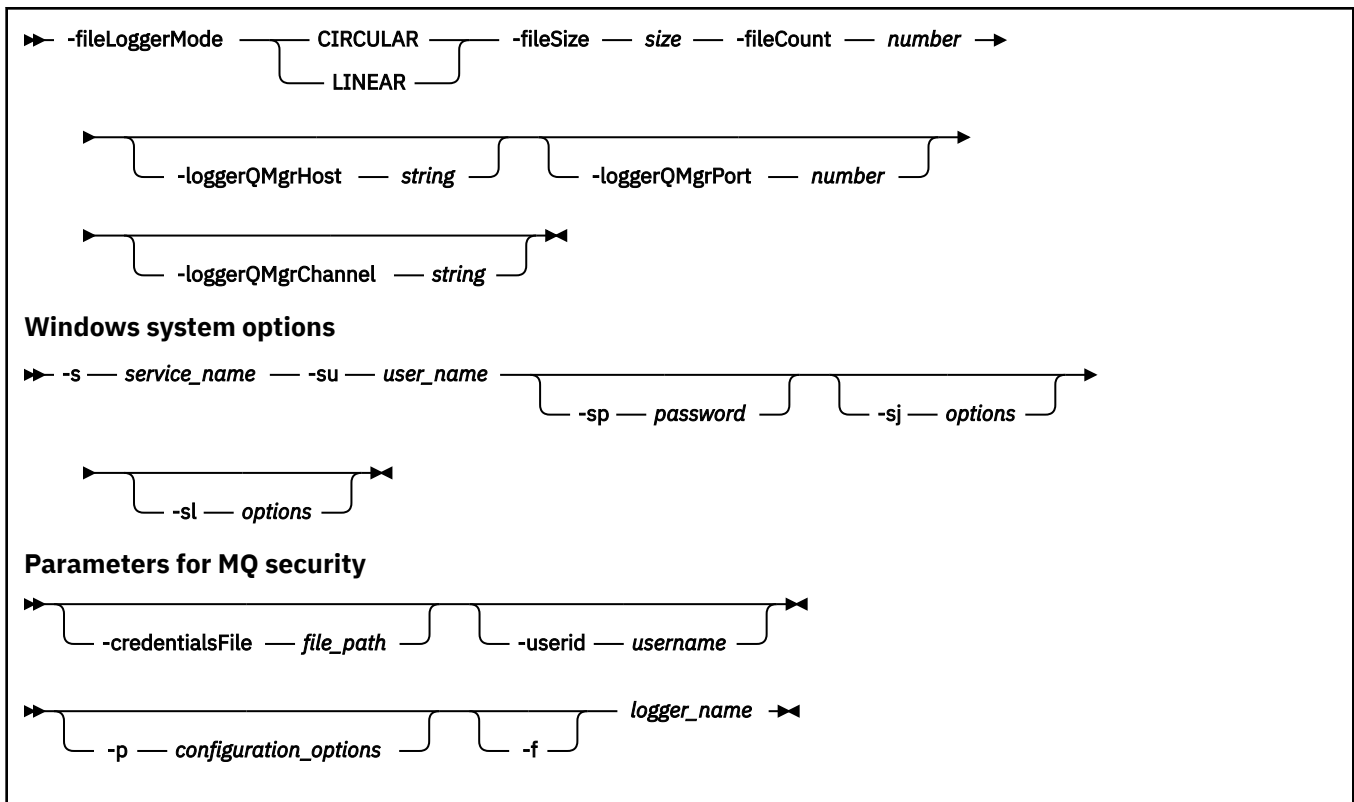 -fileLoggerMode CIRCULAR -fileSize size -fileCount number
LINEAR
-loggerQMgrHost string -loggerQMgrPort number
-loggerQMgrChannel string
Windows system options
-s service_name -su user_name
-sp password -sj options
-sl options
Parameters for MQ security
-credentialsFile file_path -userid username
logger_name
-p configuration_options -f